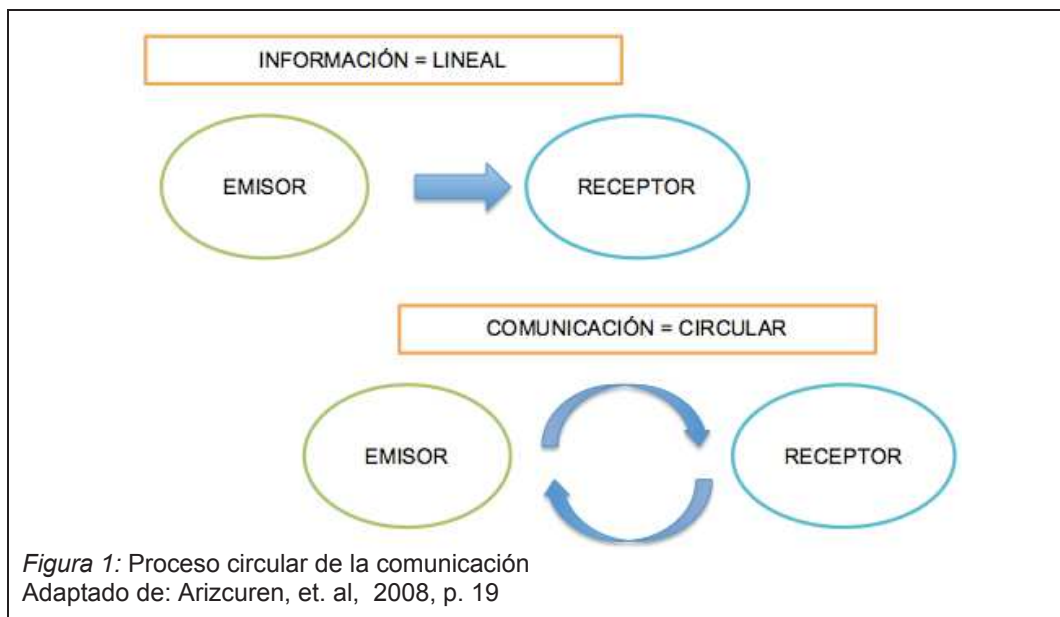 INFORMACIÓN = LINEAL
EMISOR
RECEPTOR
COMUNICACIÓN = CIRCULAR
EMISOR
RECEPTOR
Figura 1: Proceso circular de la comunicación
Adaptado de: Arizcuren, et. al, 2008, p. 19